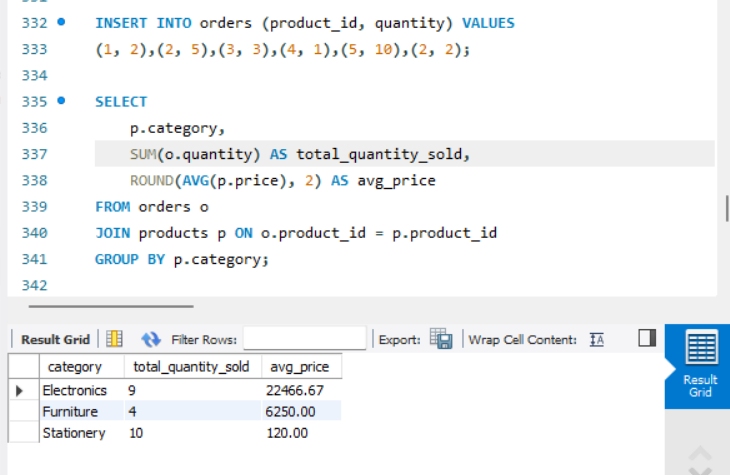 332 INSERT INTO orders (product_id, quantity) VALUES
333 (1, 2),(2, 5),(3, 3),(4, 1),(5, 10),(2, 2);
334
335 SELECT
336 p.category,
337 SUM(o.quantity) AS total_quantity_sold,
338 ROUND(AVG(p.price), 2) AS avg_price
339 FROM orders o
340 JOIN products p ON o.product_id = p.product_id
341 GROUP BY p.category;
342
Result Grid Filter Rows: Export: Wrap Cell Content: IA
category total_quantity_sold avg_price
Electronics 9 22466.67
Furniture 4 6250.00
Stationery 10 120.00
Result
Grid